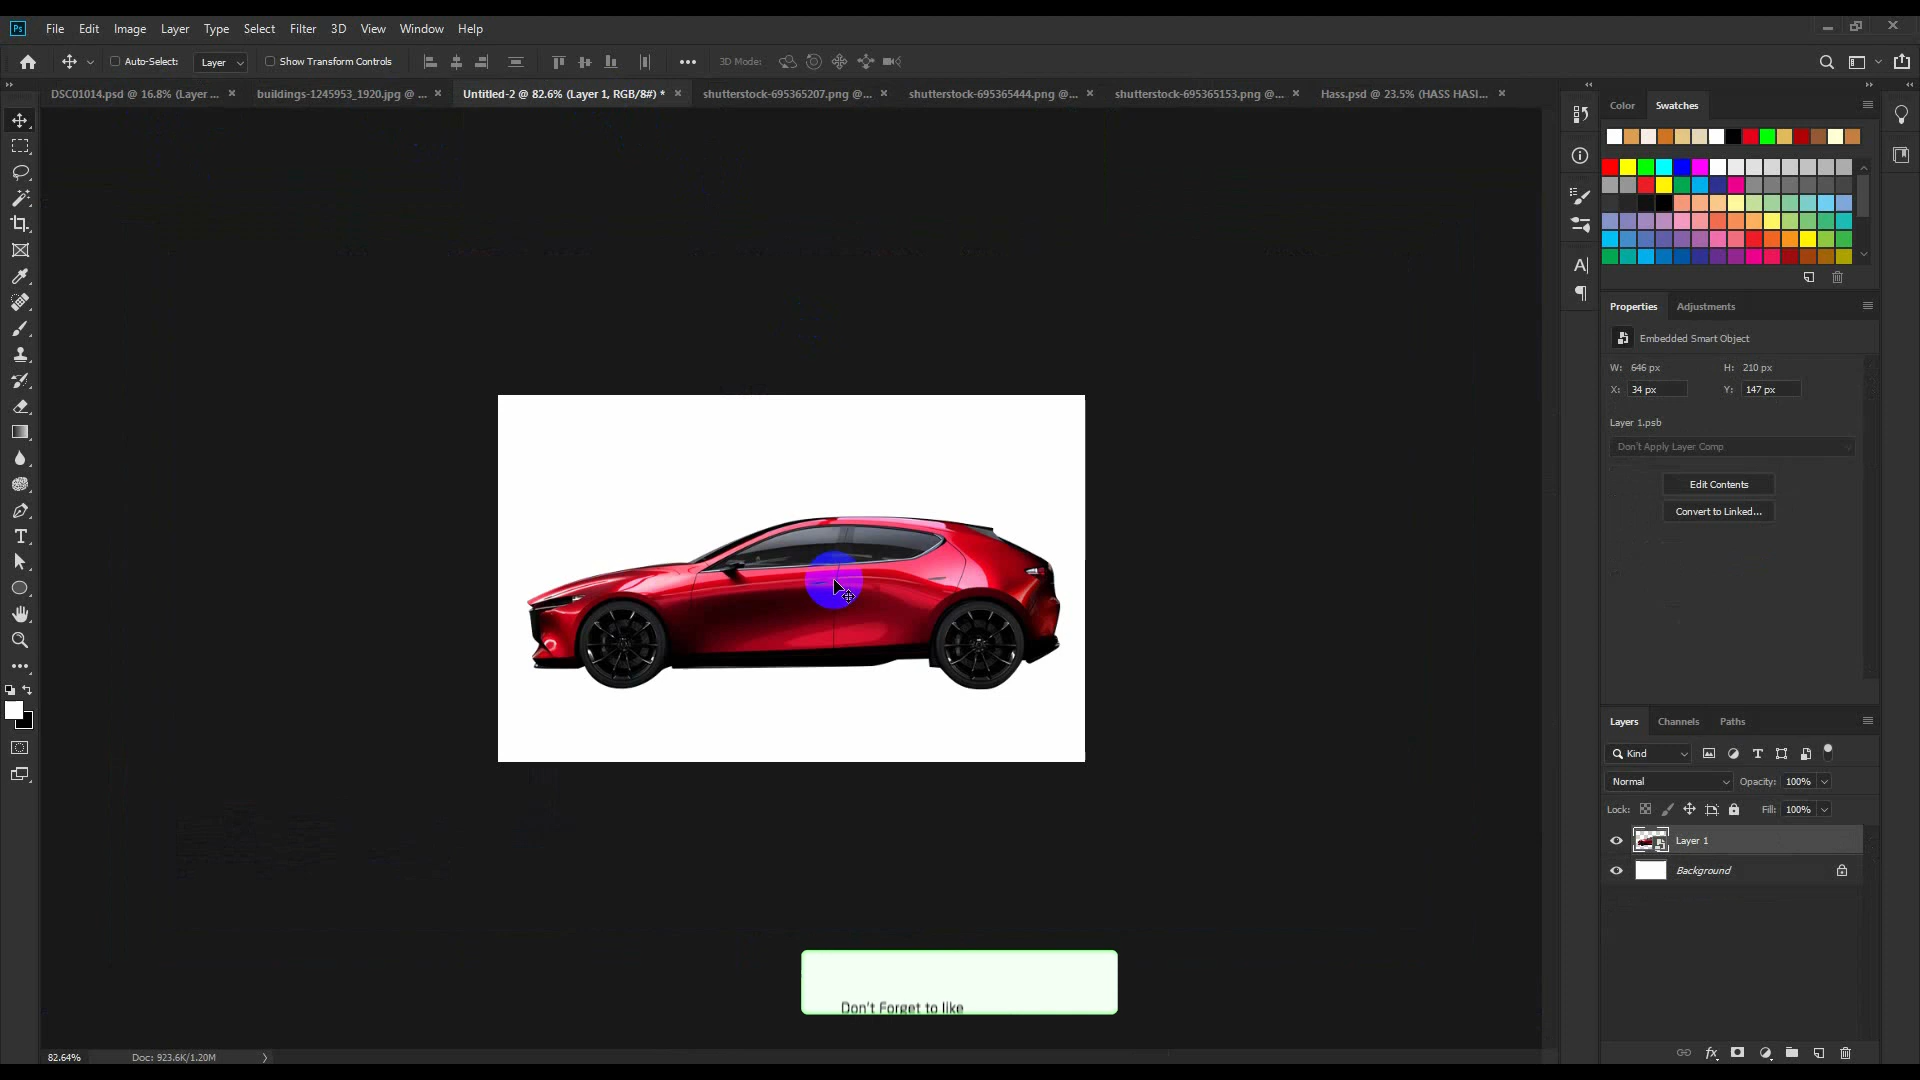 Ps File Edit Image Layer Type Select Filter 3D View Window Help
Auto-Select: Layer Show Transform Controls 3D Mode:
DSC01014.psd @ 16.8% (Layer ... × buildings-1245953_1920.jpg @ ... × Untitled-2 @ 82.6% (Layer 1, RGB/8#) * × shutterstock-695365207.png @... × shutterstock-695365444.png @... × shutterstock-695365153.png @... × Hass.psd @ 23.5% (HASS HASI... ×
Color Swatches
Properties Adjustments
Embedded Smart Object
W: 646 px H: 210 px
X: 34 px Y: 147 px
Layer 1.psb
Don't Apply Layer Comp
Edit Contents
Convert to Linked...
Layers Channels Paths
Kind
Normal Opacity: 100%
Lock: Fill: 100%
Layer 1
Background
Don't Forget to like
82.64% Doc: 923.6K/1.20M